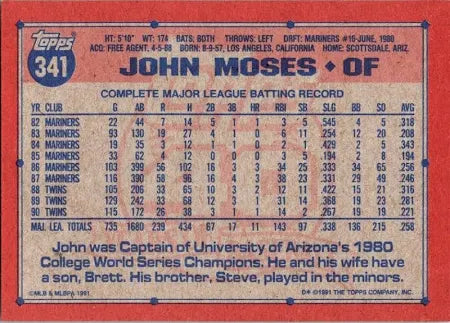 Topps
341
HT: 5'10" WT: 174 BATS: BOTH THROWS: LEFT DRFT: MARINERS #16-JUNE, 1980
ACQ: FREE AGENT, 4-5-88 BORN: 8-9-57, LOS ANGELES, CALIFORNIA HOME: SCOTTSDALE, ARIZ.
JOHN MOSES ◆ OF
COMPLETE MAJOR LEAGUE BATTING RECORD
YR CLUB G AB R H 2B 3B HR RBI SB SLG BB SO AVG
82 MARINERS 22 44 7 14 5 1 1 3 5 .545 4 5 .318
83 MARINERS 93 130 19 27 4 1 0 6 11 .254 12 20 .208
84 MARINERS 19 35 3 12 1 1 0 2 1 .429 2 5 .343
85 MARINERS 33 62 4 12 0 0 0 3 5 .194 2 8 .194
86 MARINERS 103 399 56 102 16 3 3 34 25 .333 34 65 .256
87 MARINERS 116 390 58 96 16 4 3 38 23 .331 29 49 .246
88 TWINS 105 206 33 65 10 3 2 12 11 .422 15 21 .316
89 TWINS 129 242 33 68 12 3 1 31 14 .368 19 23 .281
90 TWINS 115 172 26 38 3 1 1 14 2 .267 19 19 .221
MAJ. LEA. TOTALS 735 1680 239 434 67 17 11 143 97 .338 136 215 .258
John was Captain of University of Arizona's 1980
College World Series Champions. He and his wife have
a son, Brett. His brother, Steve, played in the minors.
©MLB & MLBPA 1991. D* ©1991 THE TOPPS COMPANY, INC.